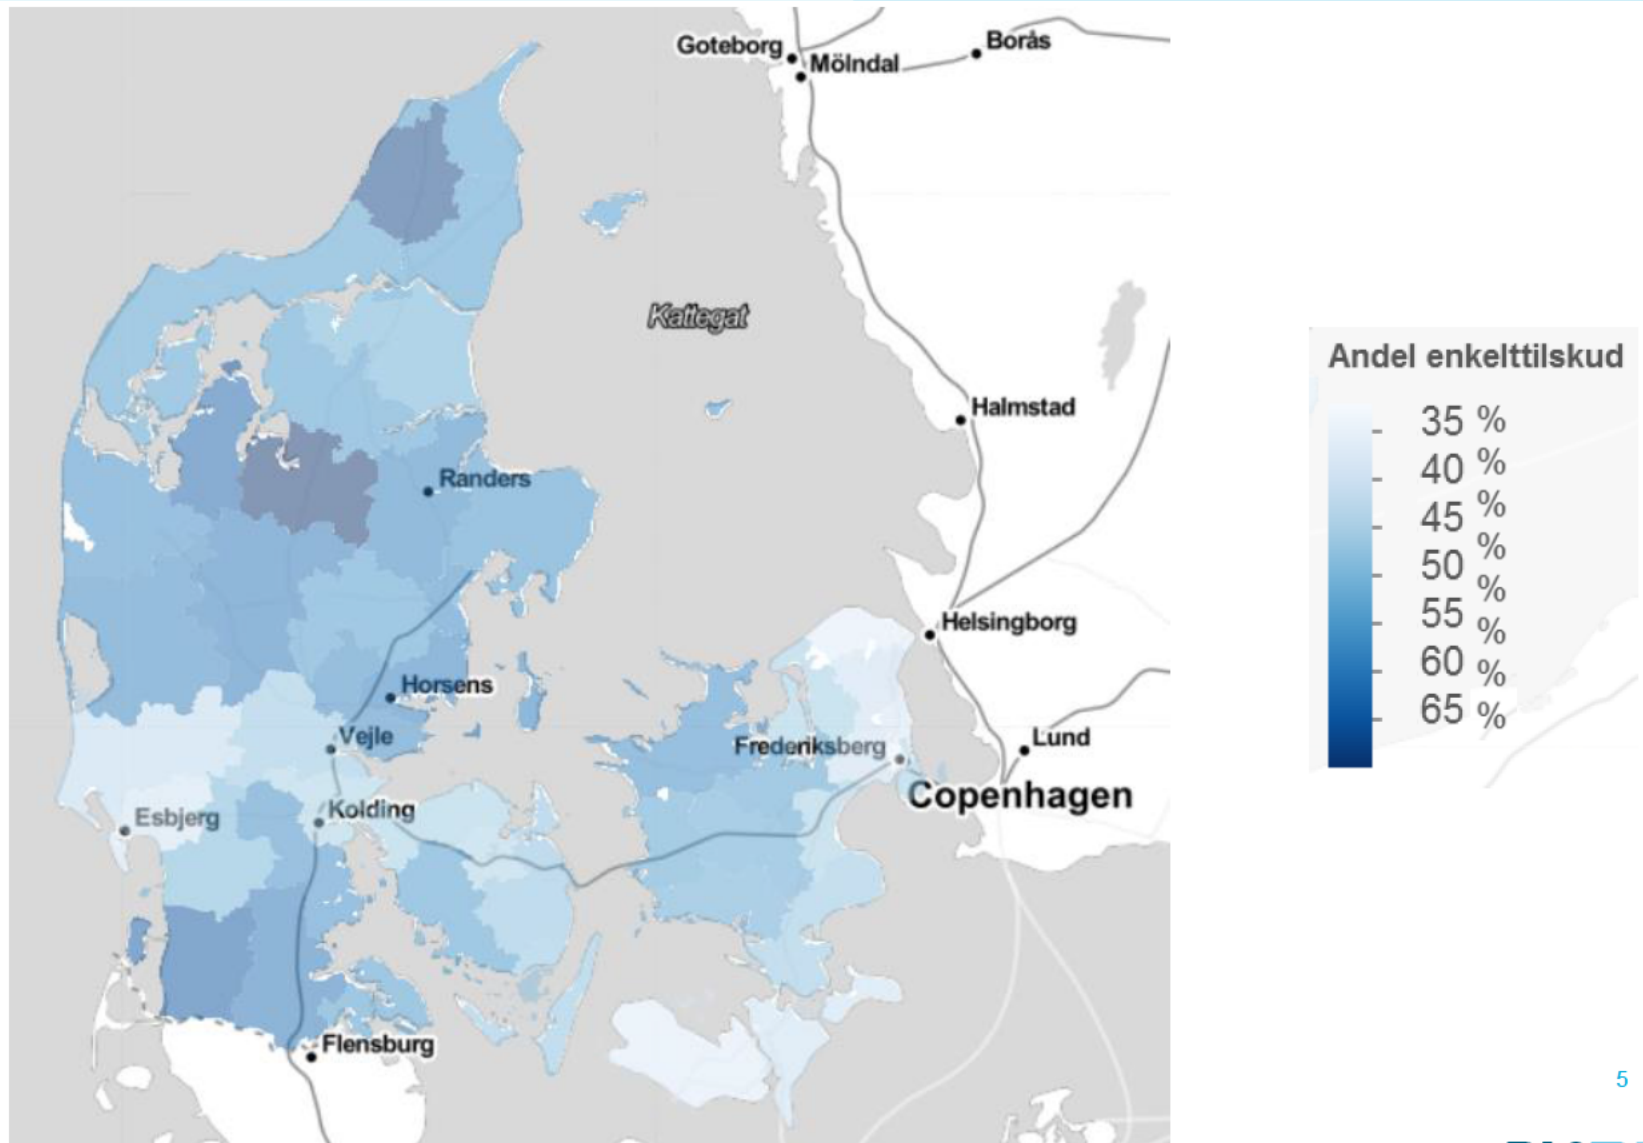 Goteborg
Mölndal
Borås
Kattegat
Halmstad
Randers
Helsingborg
Horsens
Vejle
Frederiksberg
Lund
Copenhagen
Esbjerg
Kolding
Flensburg
Andel enkelttilskud
35 %
40 %
45 %
50 %
55 %
60 %
65 %
5